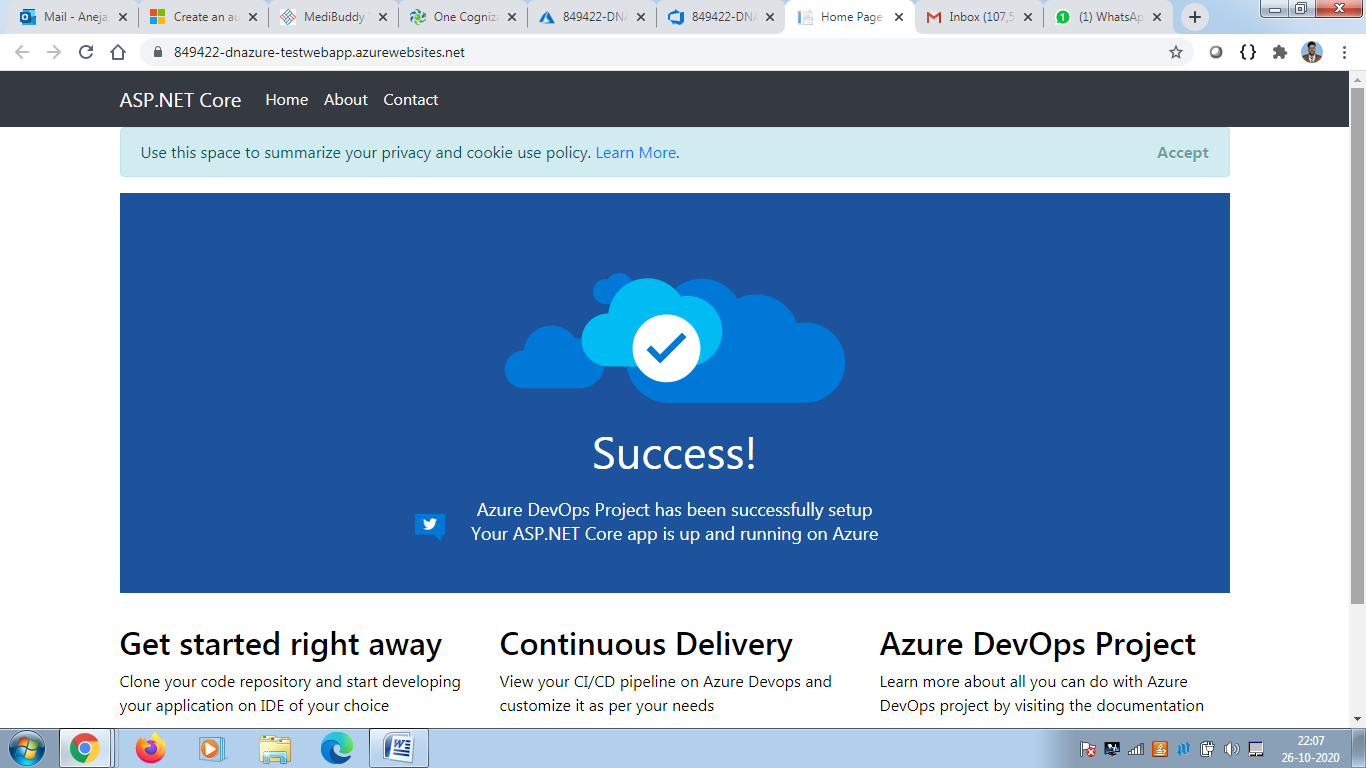 Mail - Aneja,
Create an au
MediBuddy
One Cogniza
849422-DNA
849422-DNA
Home Page
Inbox (107,5
(1) WhatsAp
849422-dnazure-testwebapp.azurewebsites.net
ASP.NET Core Home About Contact
Use this space to summarize your privacy and cookie use policy. Learn More. Accept
Success!
Azure DevOps Project has been successfully setup
Your ASP.NET Core app is up and running on Azure
Get started right away
Clone your code repository and start developing
your application on IDE of your choice
Continuous Delivery
View your CI/CD pipeline on Azure Devops and
customize it as per your needs
Azure DevOps Project
Learn more about all you can do with Azure
DevOps project by visiting the documentation
22:07
26-10-2020